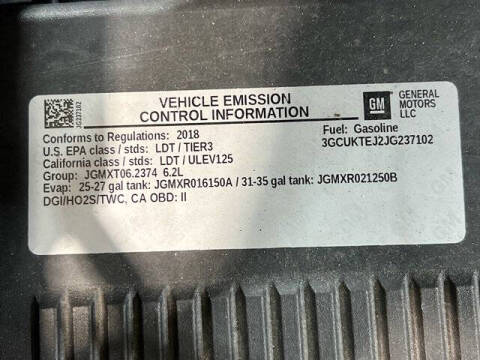 JG237102
VEHICLE EMISSION
CONTROL INFORMATION
GM
GENERAL
MOTORS
LLC
Conforms to Regulations: 2018
U.S. EPA class / stds: LDT / TIER3
California class / stds: LDT / ULEV125
Group: JGMXT06.2374 6.2L
Evap: 25-27 gal tank: JGMXR016150A / 31-35 gal tank: JGMXR021250B
DGI/HO2S/TWC, CA OBD: II
Fuel: Gasoline
3GCUKTEJ2JG237102